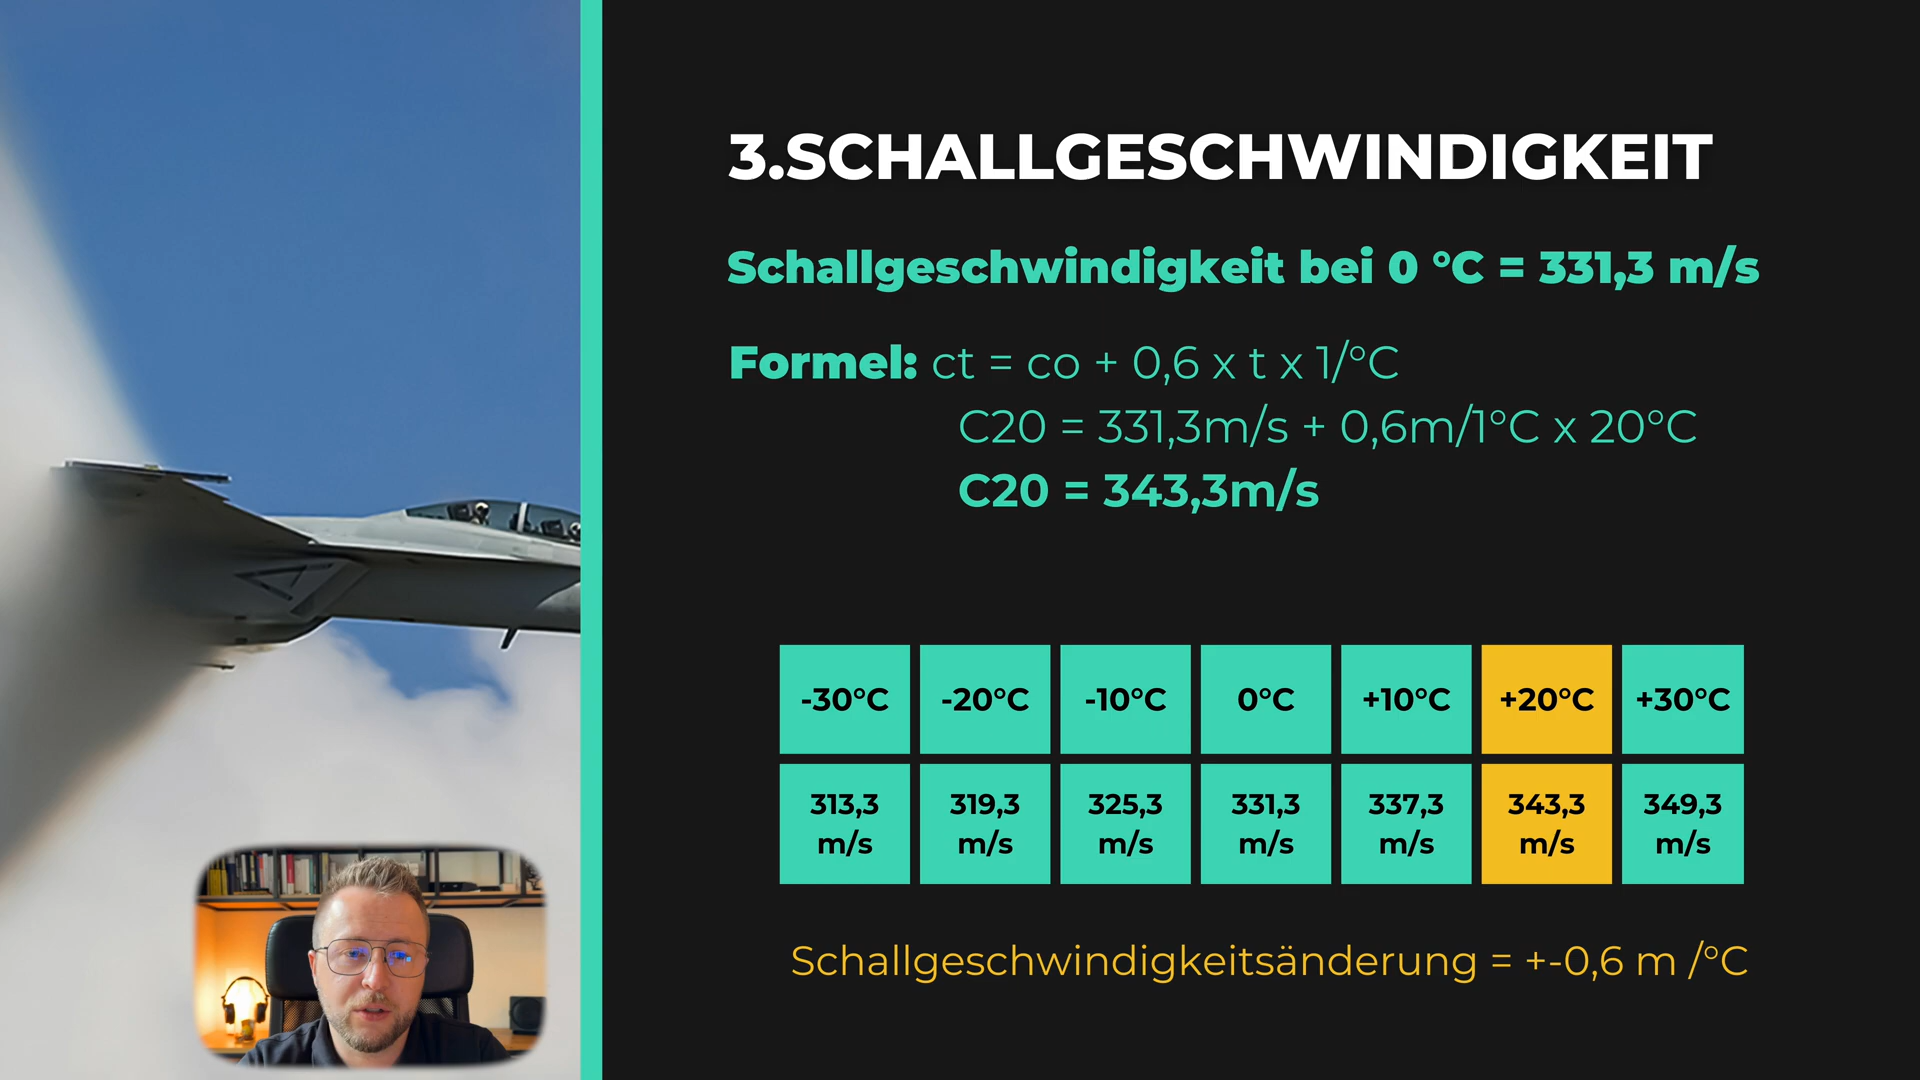 3.SCHALLGESCHWINDIGKEIT
Schallgeschwindigkeit bei 0 °C = 331,3 m/s
Formel: ct = co + 0,6 x t x 1/°C
C20 = 331,3m/s + 0,6m/1°C x 20°C
C20 = 343,3m/s
-30°C -20°C -10°C 0°C +10°C +20°C +30°C
313,3 319,3 325,3 331,3 337,3 343,3 349,3
m/s m/s m/s m/s m/s m/s m/s
Schallgeschwindigkeitsänderung = +-0,6 m /°C